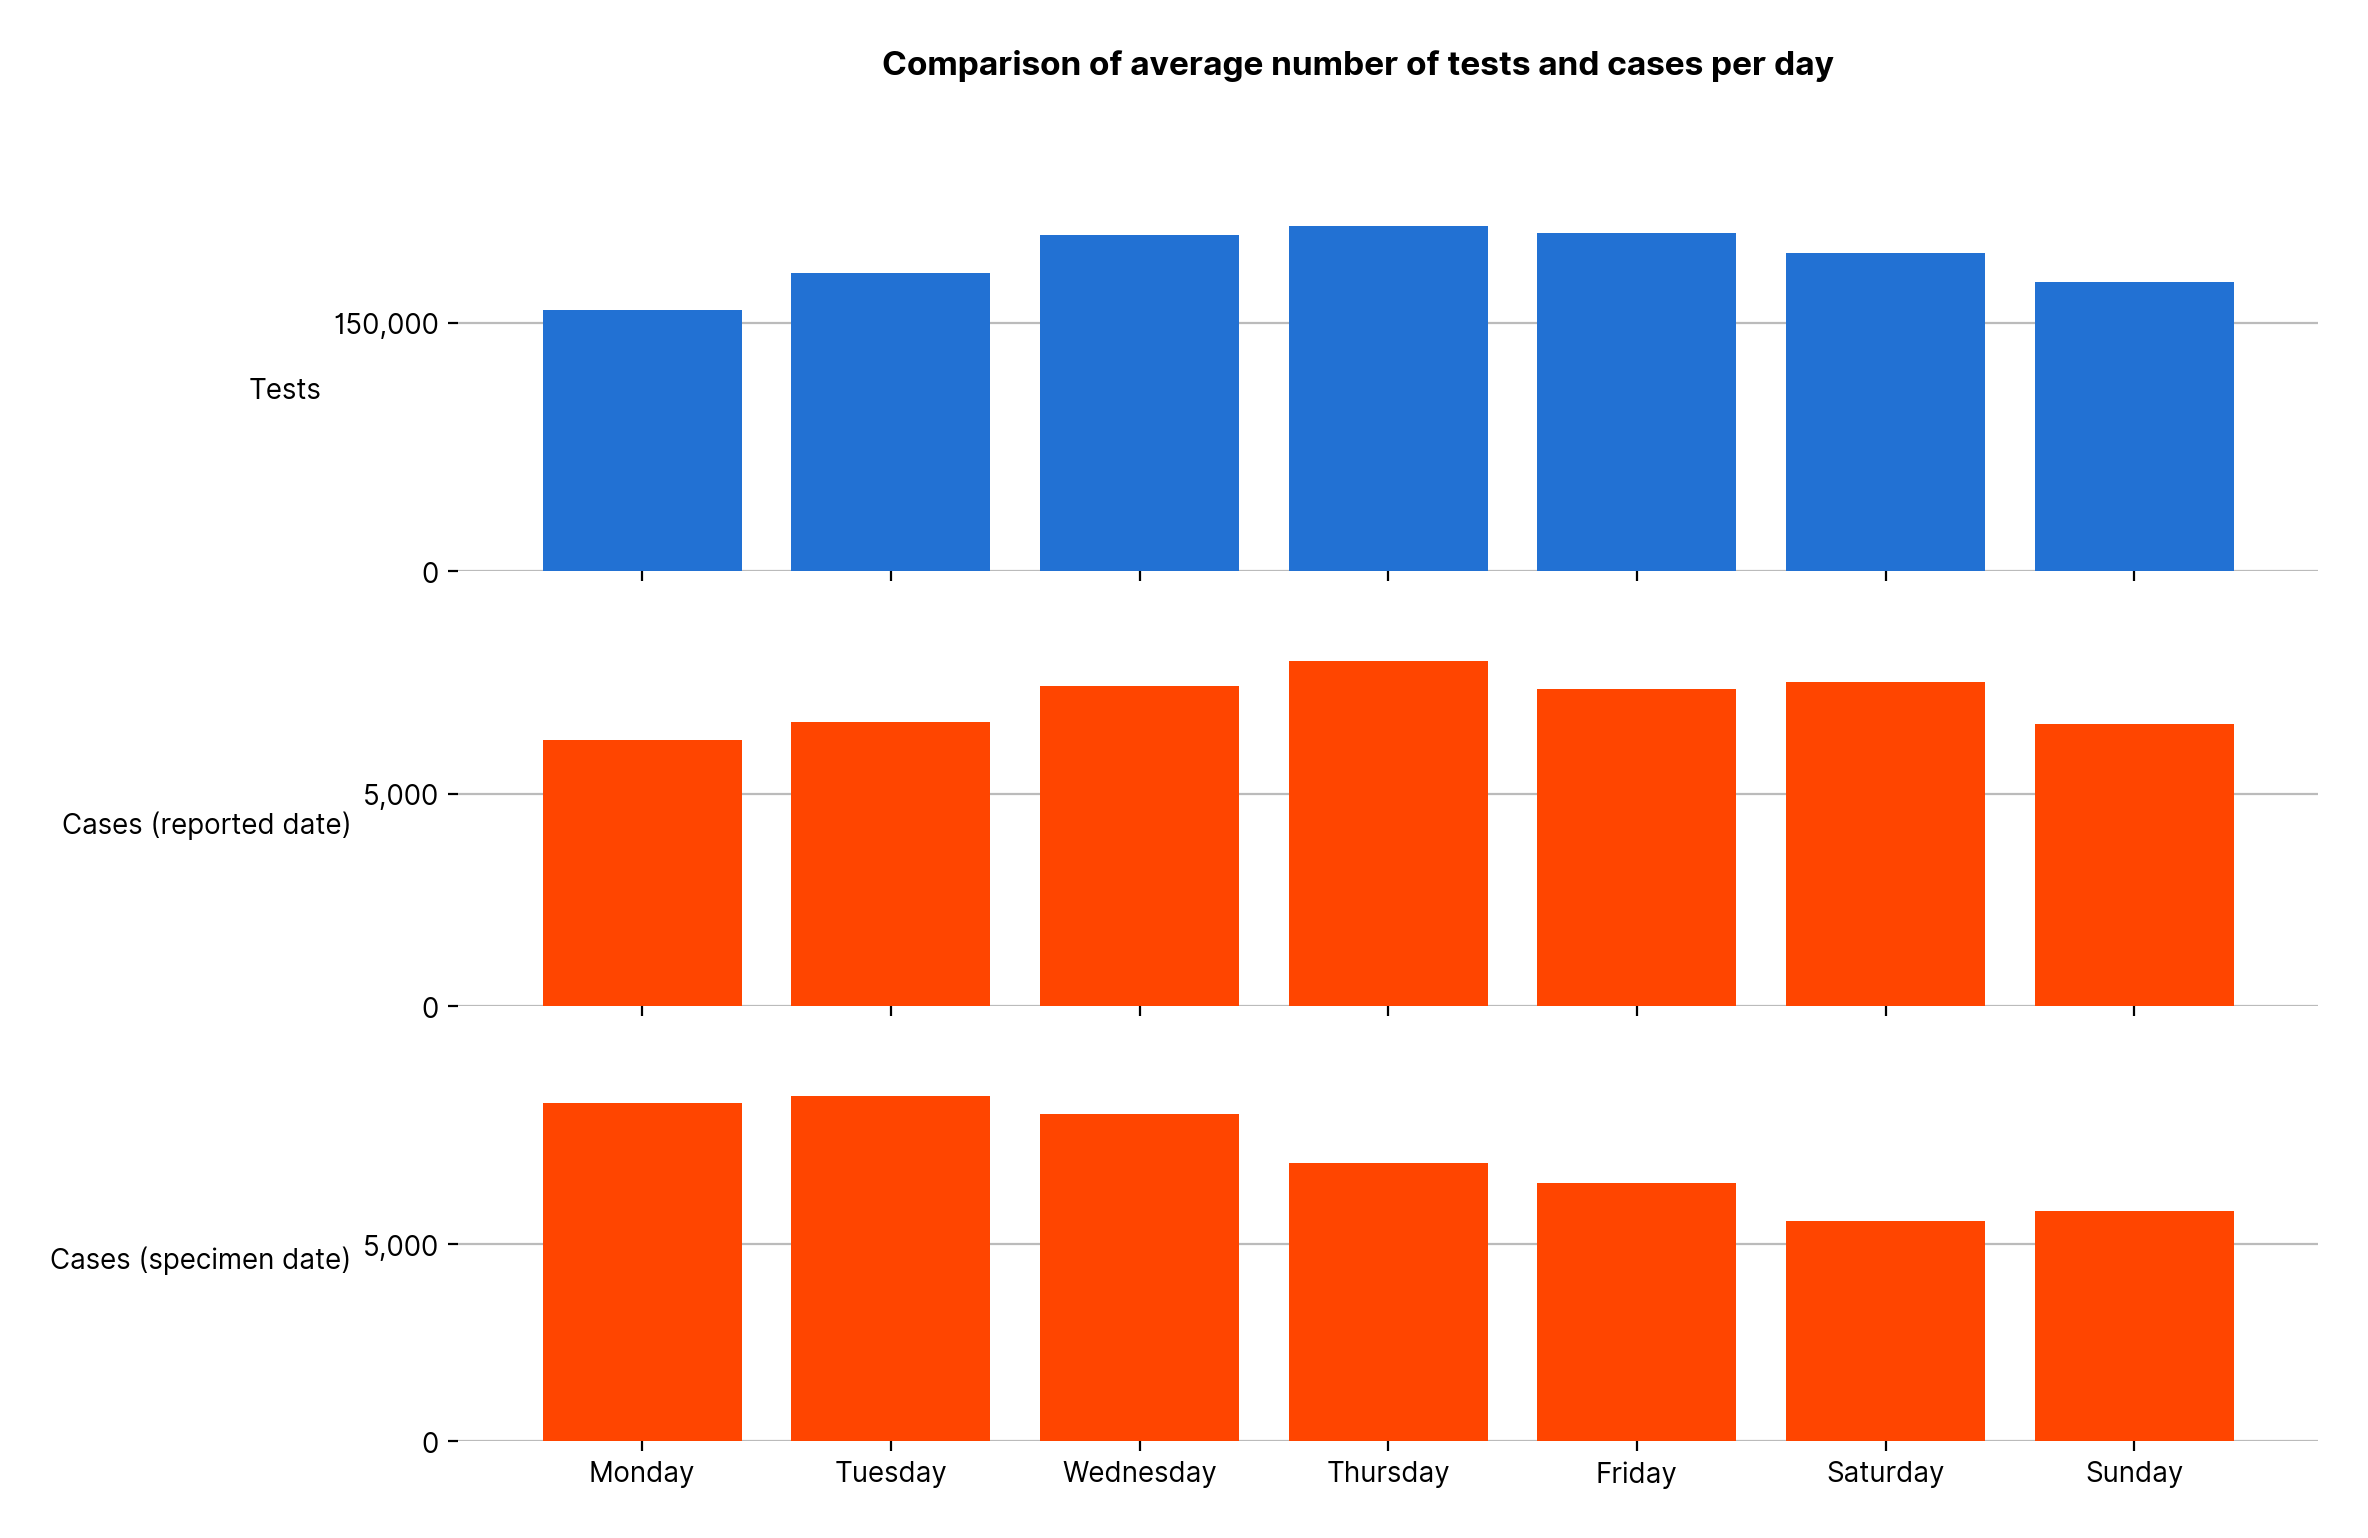 Comparison of average number of tests and cases per day
150,000
Tests
0
5,000
Cases (reported date)
0
5,000
Cases (specimen date)
0
Monday Tuesday Wednesday Thursday Friday Saturday Sunday